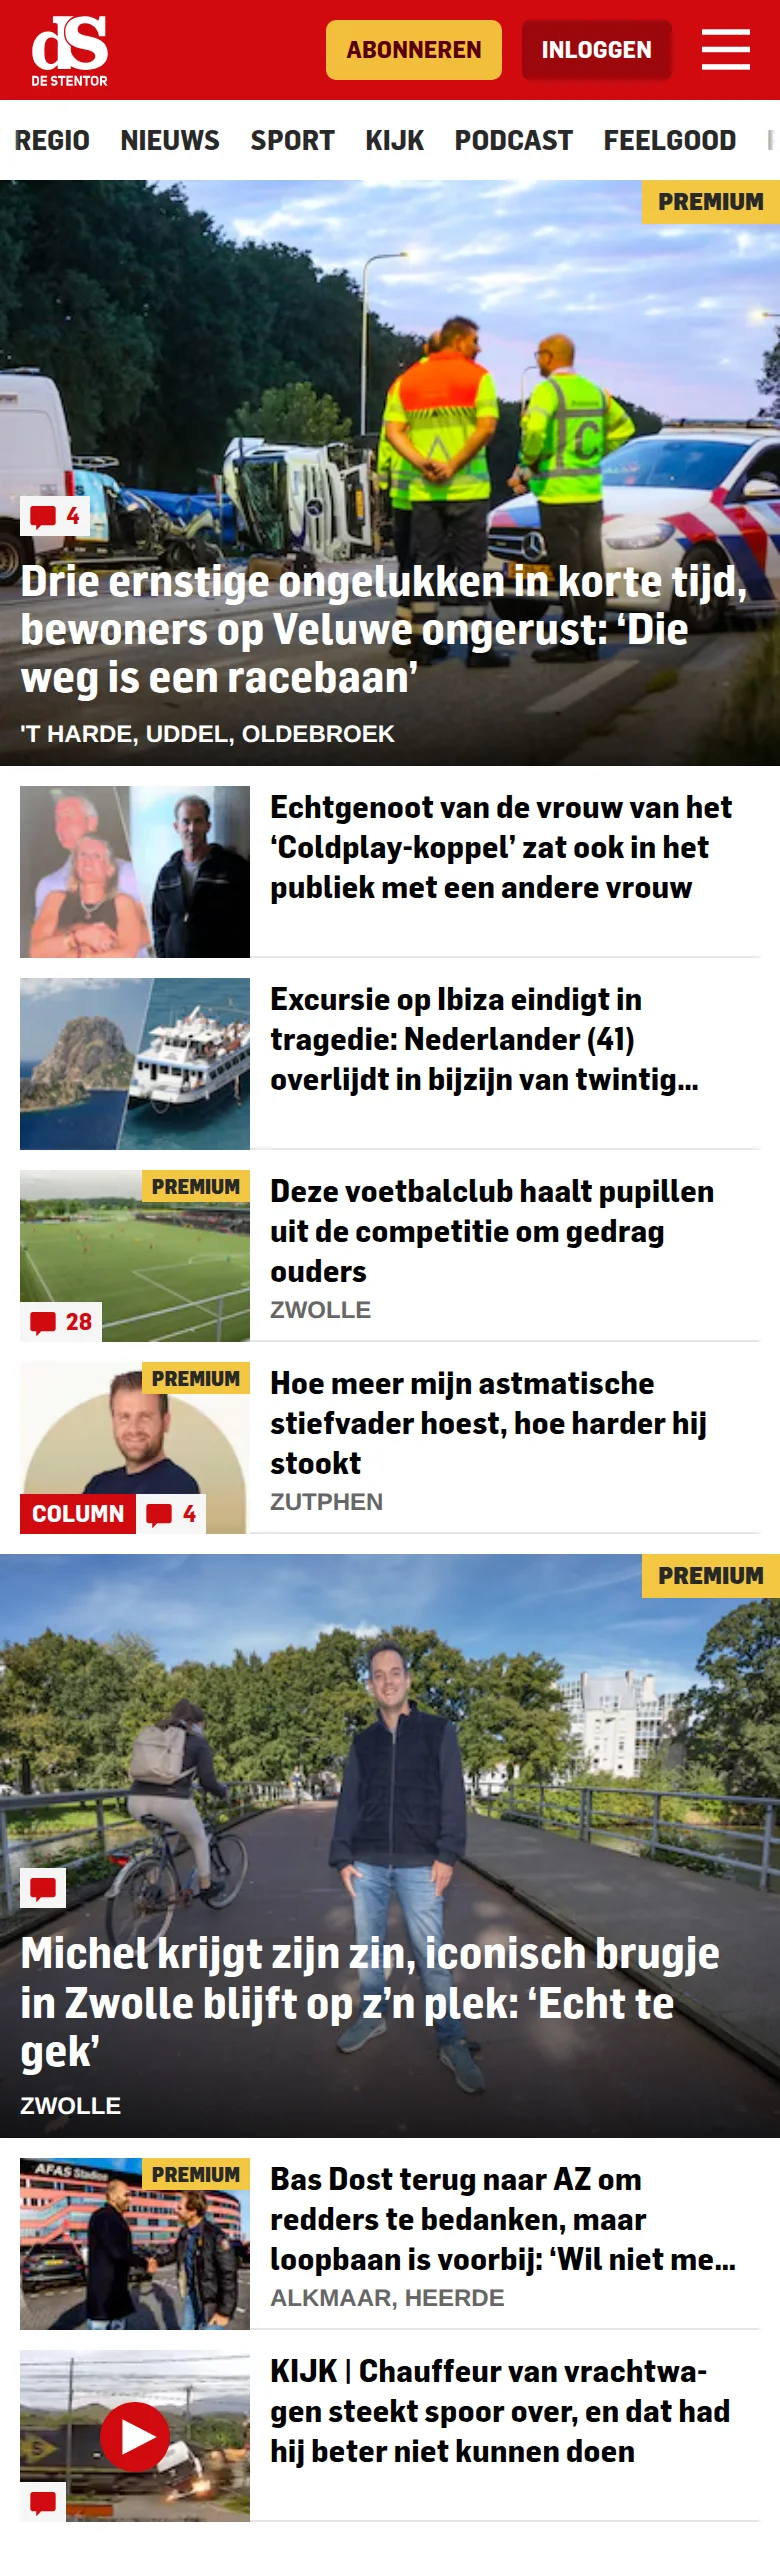 dS
DE STENTOR
ABONNEREN
INLOGGEN
REGIO NIEUWS SPORT KIJK PODCAST FEELGOOD
PREMIUM
C
4
Drie ernstige ongelukken in korte tijd,
bewoners op Veluwe ongerust: ‘Die
weg is een racebaan’
'T HARDE, UDDEL, OLDEBROEK
Echtgenoot van de vrouw van het
‘Coldplay-koppel’ zat ook in het
publiek met een andere vrouw
Excursie op Ibiza eindigt in
tragedie: Nederlander (41)
overlijdt in bijzijn van twintig...
PREMIUM
28
Deze voetbalclub haalt pupillen
uit de competitie om gedrag
ouders
ZWOLLE
PREMIUM
COLUMN
4
Hoe meer mijn astmatische
stiefvader hoest, hoe harder hij
stookt
ZUTPHEN
PREMIUM
Michel krijgt zijn zin, iconisch brugje
in Zwolle blijft op z’n plek: ‘Echt te
gek’
ZWOLLE
AFAS Stadion
PREMIUM
Bas Dost terug naar AZ om
redders te bedanken, maar
loopbaan is voorbij: ‘Wil niet me...
ALKMAAR, HEERDE
KIJK | Chauffeur van vrachtwa-
gen steekt spoor over, en dat had
hij beter niet kunnen doen